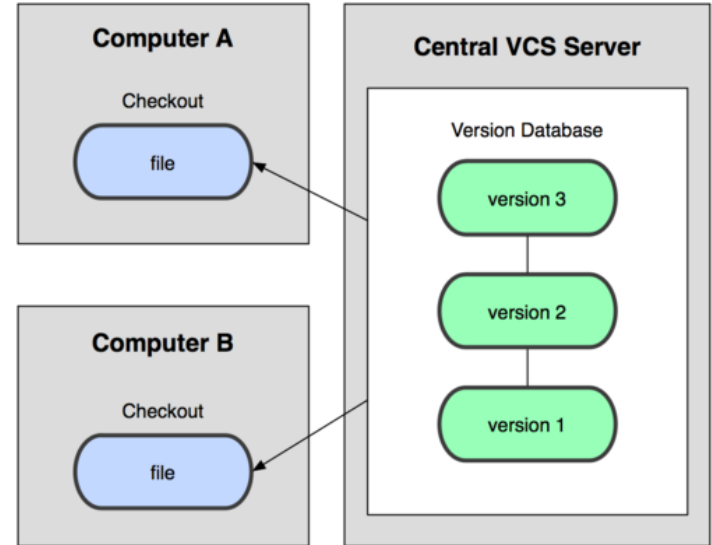 Computer A
Checkout
file
Computer B
Checkout
file
Central VCS Server
Version Database
version 3
version 2
version 1